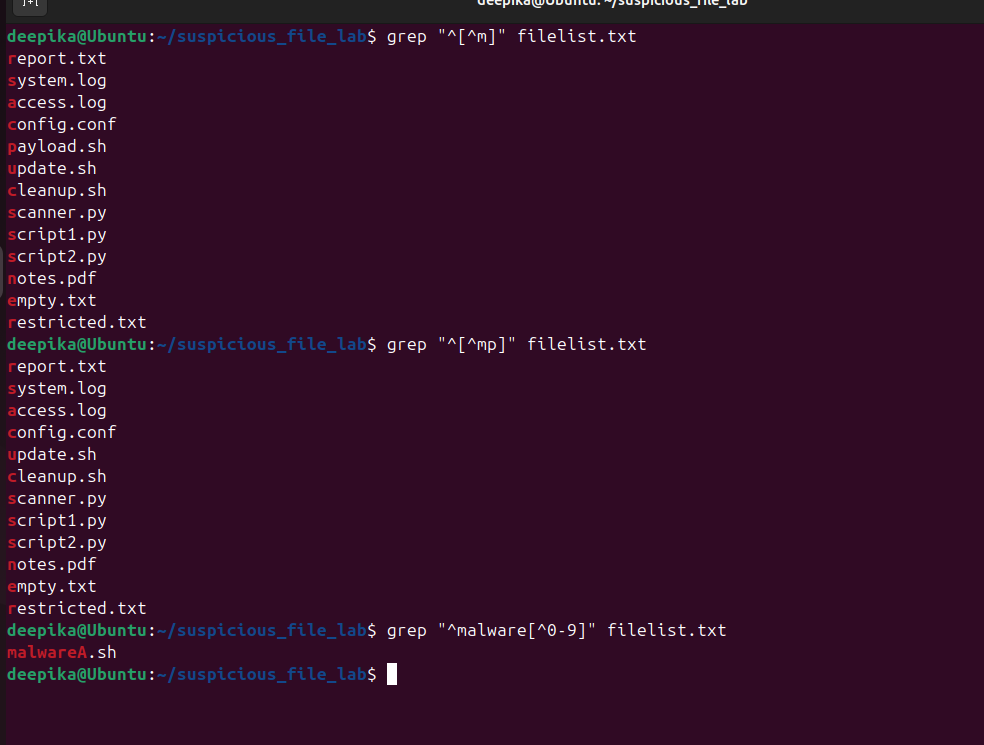 deepika@Ubuntu: ~/suspicious_file_lab
deepika@Ubuntu:~/suspicious_file_lab$ grep "^[^m]" filelist.txt
report.txt
system.log
access.log
config.conf
payload.sh
update.sh
cleanup.sh
scanner.py
script1.py
script2.py
notes.pdf
empty.txt
restricted.txt
deepika@Ubuntu:~/suspicious_file_lab$ grep "^[^mp]" filelist.txt
report.txt
system.log
access.log
config.conf
update.sh
cleanup.sh
scanner.py
script1.py
script2.py
notes.pdf
empty.txt
restricted.txt
deepika@Ubuntu:~/suspicious_file_lab$ grep "^malware[^0-9]" filelist.txt
malwareA.sh
deepika@Ubuntu:~/suspicious_file_lab$